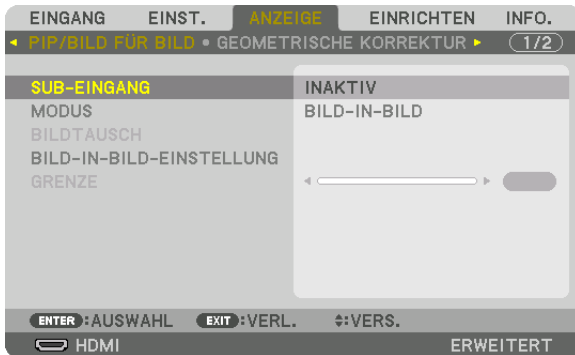 EINGANG EINST. ANZEIGE EINRICHTEN INFO.
PIP/BILD FÜR BILD • GEOMETRISCHE KORREKTUR 1/2
SUB-EINGANG INAKTIV
MODUS BILD-IN-BILD
BILDTAUSCH
BILD-IN-BILD-EINSTELLUNG
GRENZE
ENTER:AUSWAHL EXIT:VERL. :VERS.
HDMI ERWEITERT